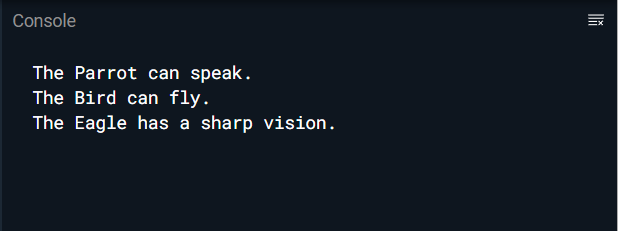 Console
The Parrot can speak.
The Bird can fly.
The Eagle has a sharp vision.